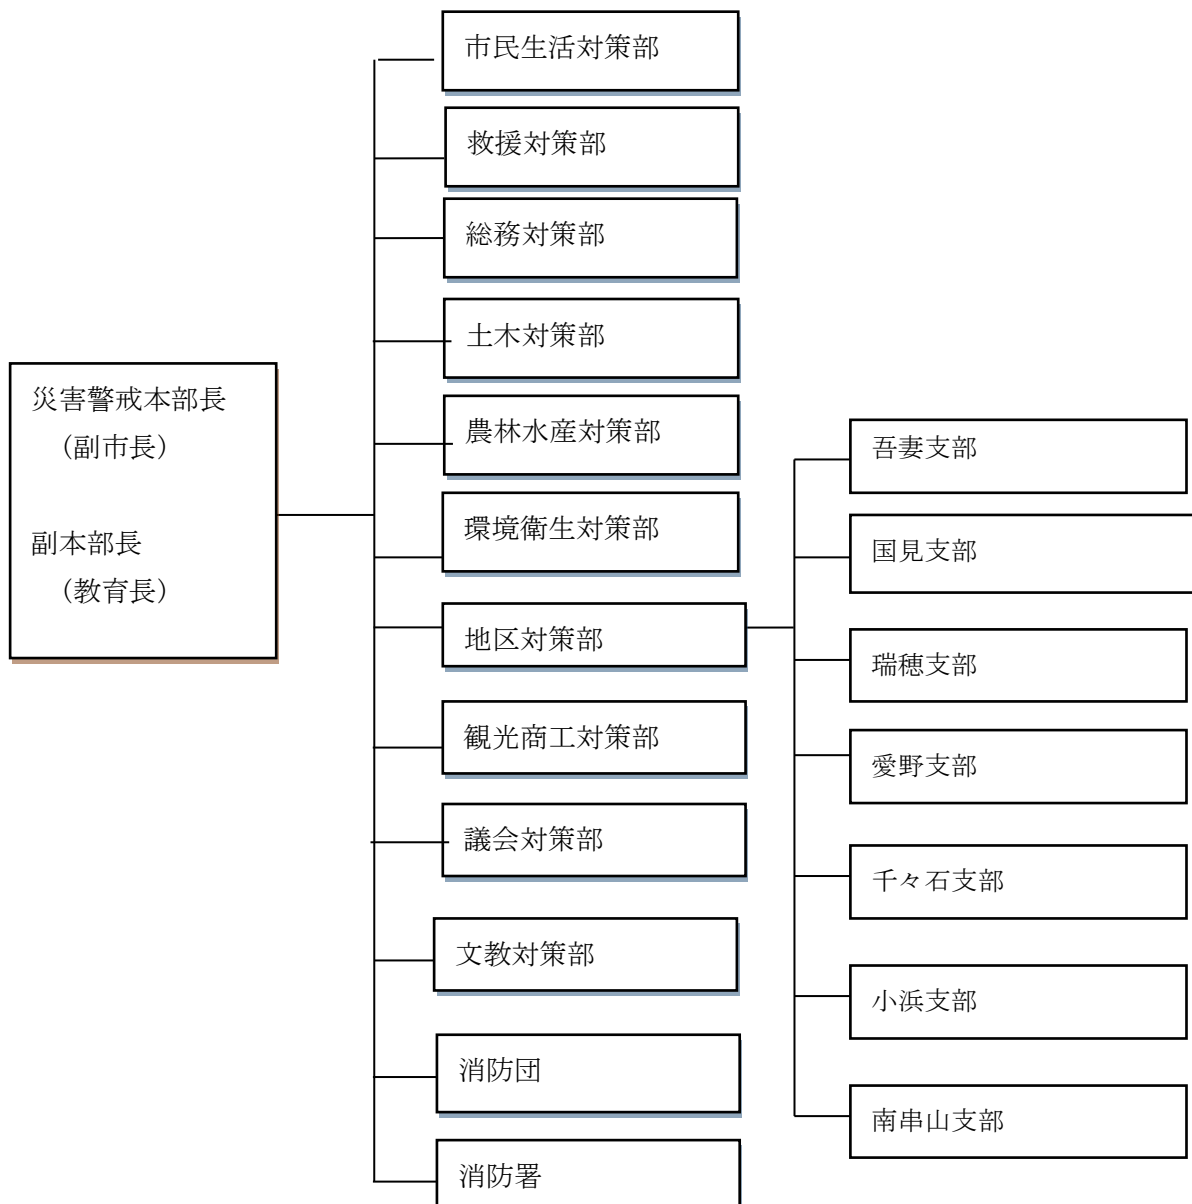 災害警戒本部長
（副市長）
副本部長
（教育長）
市民生活対策部
救援対策部
総務対策部
土木対策部
農林水産対策部
環境衛生対策部
地区対策部
観光商工対策部
議会対策部
文教対策部
消防団
消防署
吾妻支部
国見支部
瑞穂支部
愛野支部
千々石支部
小浜支部
南串山支部